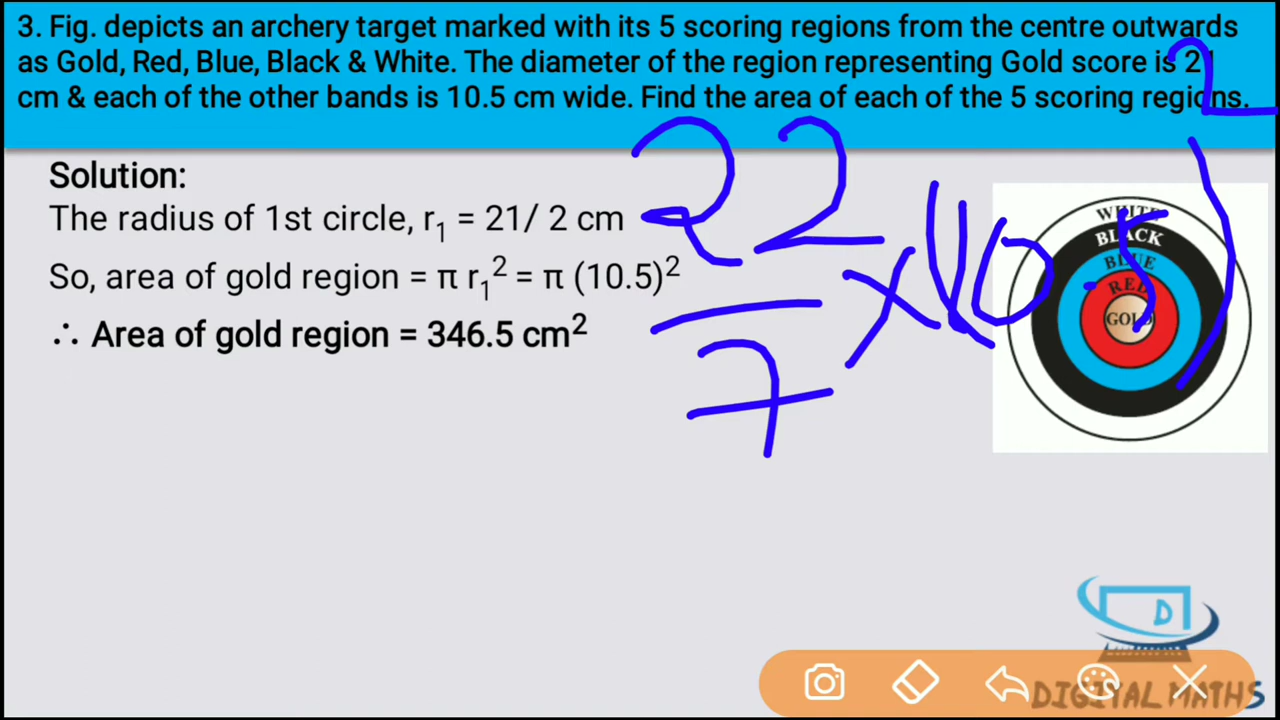 3. Fig. depicts an archery target marked with its 5 scoring regions from the centre outwards
as Gold, Red, Blue, Black & White. The diameter of the region representing Gold score is 21
cm & each of the other bands is 10.5 cm wide. Find the area of each of the 5 scoring regions.
Solution:
The radius of 1st circle, r₁ = 21/ 2 cm
So, area of gold region = π r₁² = π (10.5)²
∴ Area of gold region = 346.5 cm²
22/7 × (10.5)²
WHITE
BLACK
BLUE
RED
GOLD
D
DIGITAL MATHS